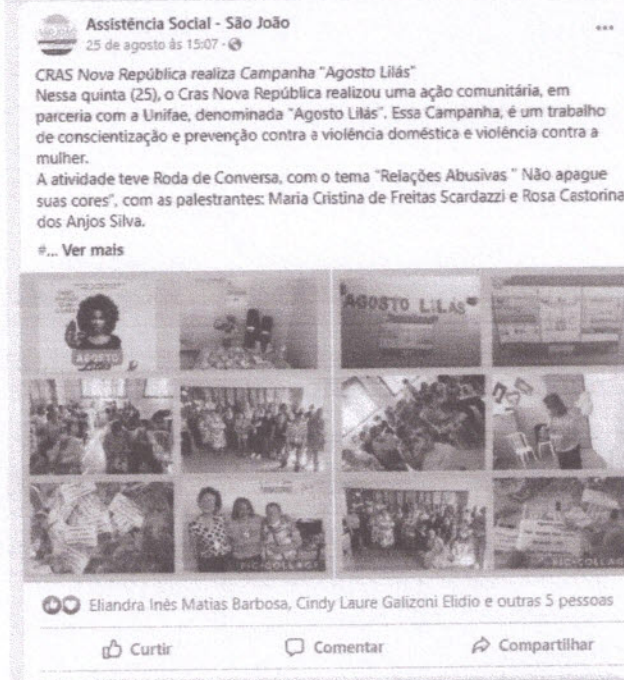 Assistência Social - São João
25 de agosto às 15:07 ·
CRAS Nova República realiza Campanha "Agosto Lilás"
Nessa quinta (25), o Cras Nova República realizou uma ação comunitária, em
parceria com a Unifae, denominada "Agosto Lilás". Essa Campanha, é um trabalho
de conscientização e prevenção contra a violência doméstica e violência contra a
mulher.
A atividade teve Roda de Conversa, com o tema "Relações Abusivas " Não apague
suas cores", com as palestrantes: Maria Cristina de Freitas Scardazzi e Rosa Castorina
dos Anjos Silva.
#... Ver mais
AGOSTO
AGOSTO LILÁS
PIC•COLLAGE
PIC•COLLAGE
Eliandra Inês Matias Barbosa, Cindy Laure Galizoni Elidio e outras 5 pessoas
Curtir
Comentar
Compartilhar